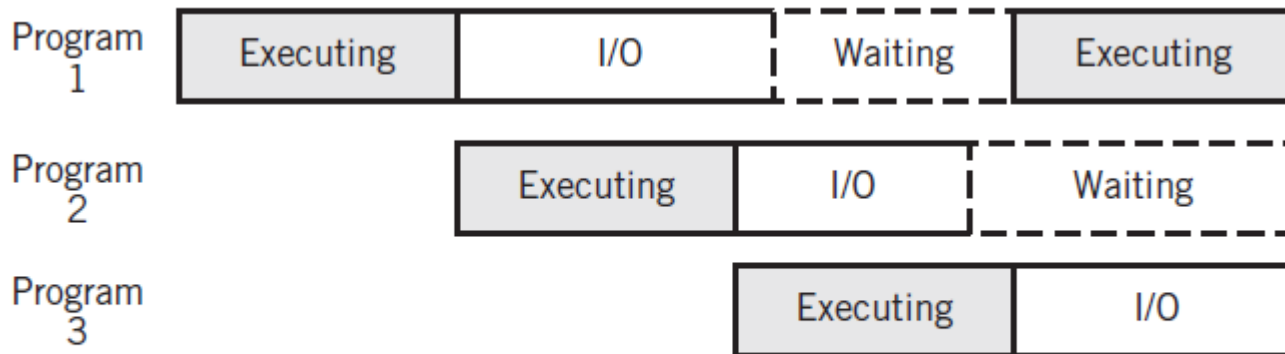 Program
1
Executing I/O Waiting Executing
Program
2
Executing I/O Waiting
Program
3
Executing I/O